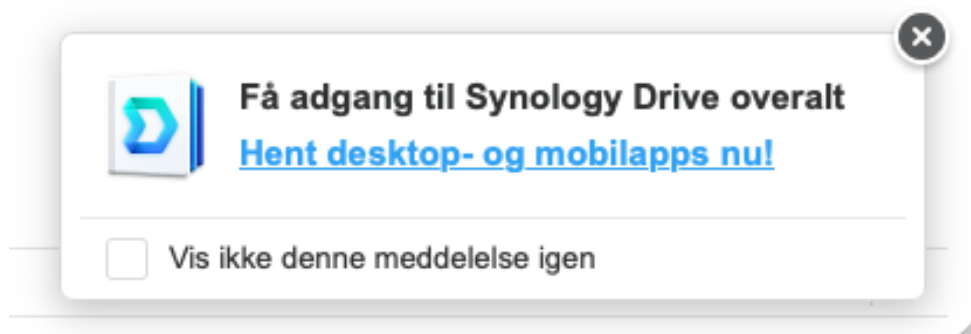 Få adgang til Synology Drive overalt
Hent desktop- og mobilapps nu!
Vis ikke denne meddelelse igen